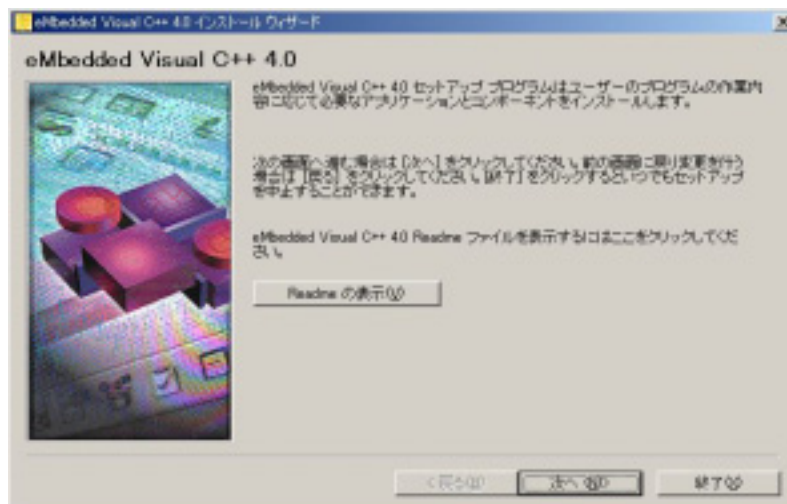 eMbedded Visual C++ 4.0 インストール ウィザード
eMbedded Visual C++ 4.0
eMbedded Visual C++ 4.0 セットアップ プログラムはユーザーのプログラムの作業内
容に応じて必要なアプリケーションとコンポーネントをインストールします。
次の画面へ進む場合は [次へ] をクリックしてください。前の画面に戻り変更を行う
場合は [戻る] をクリックしてください。[終了] をクリックするといつでもセットアップ
を中止することができます。
eMbedded Visual C++ 4.0 Readme ファイルを表示するにはここをクリックしてくだ
さい。
Readme の表示(V)
< 戻る(B)
次へ(N)>
終了(X)